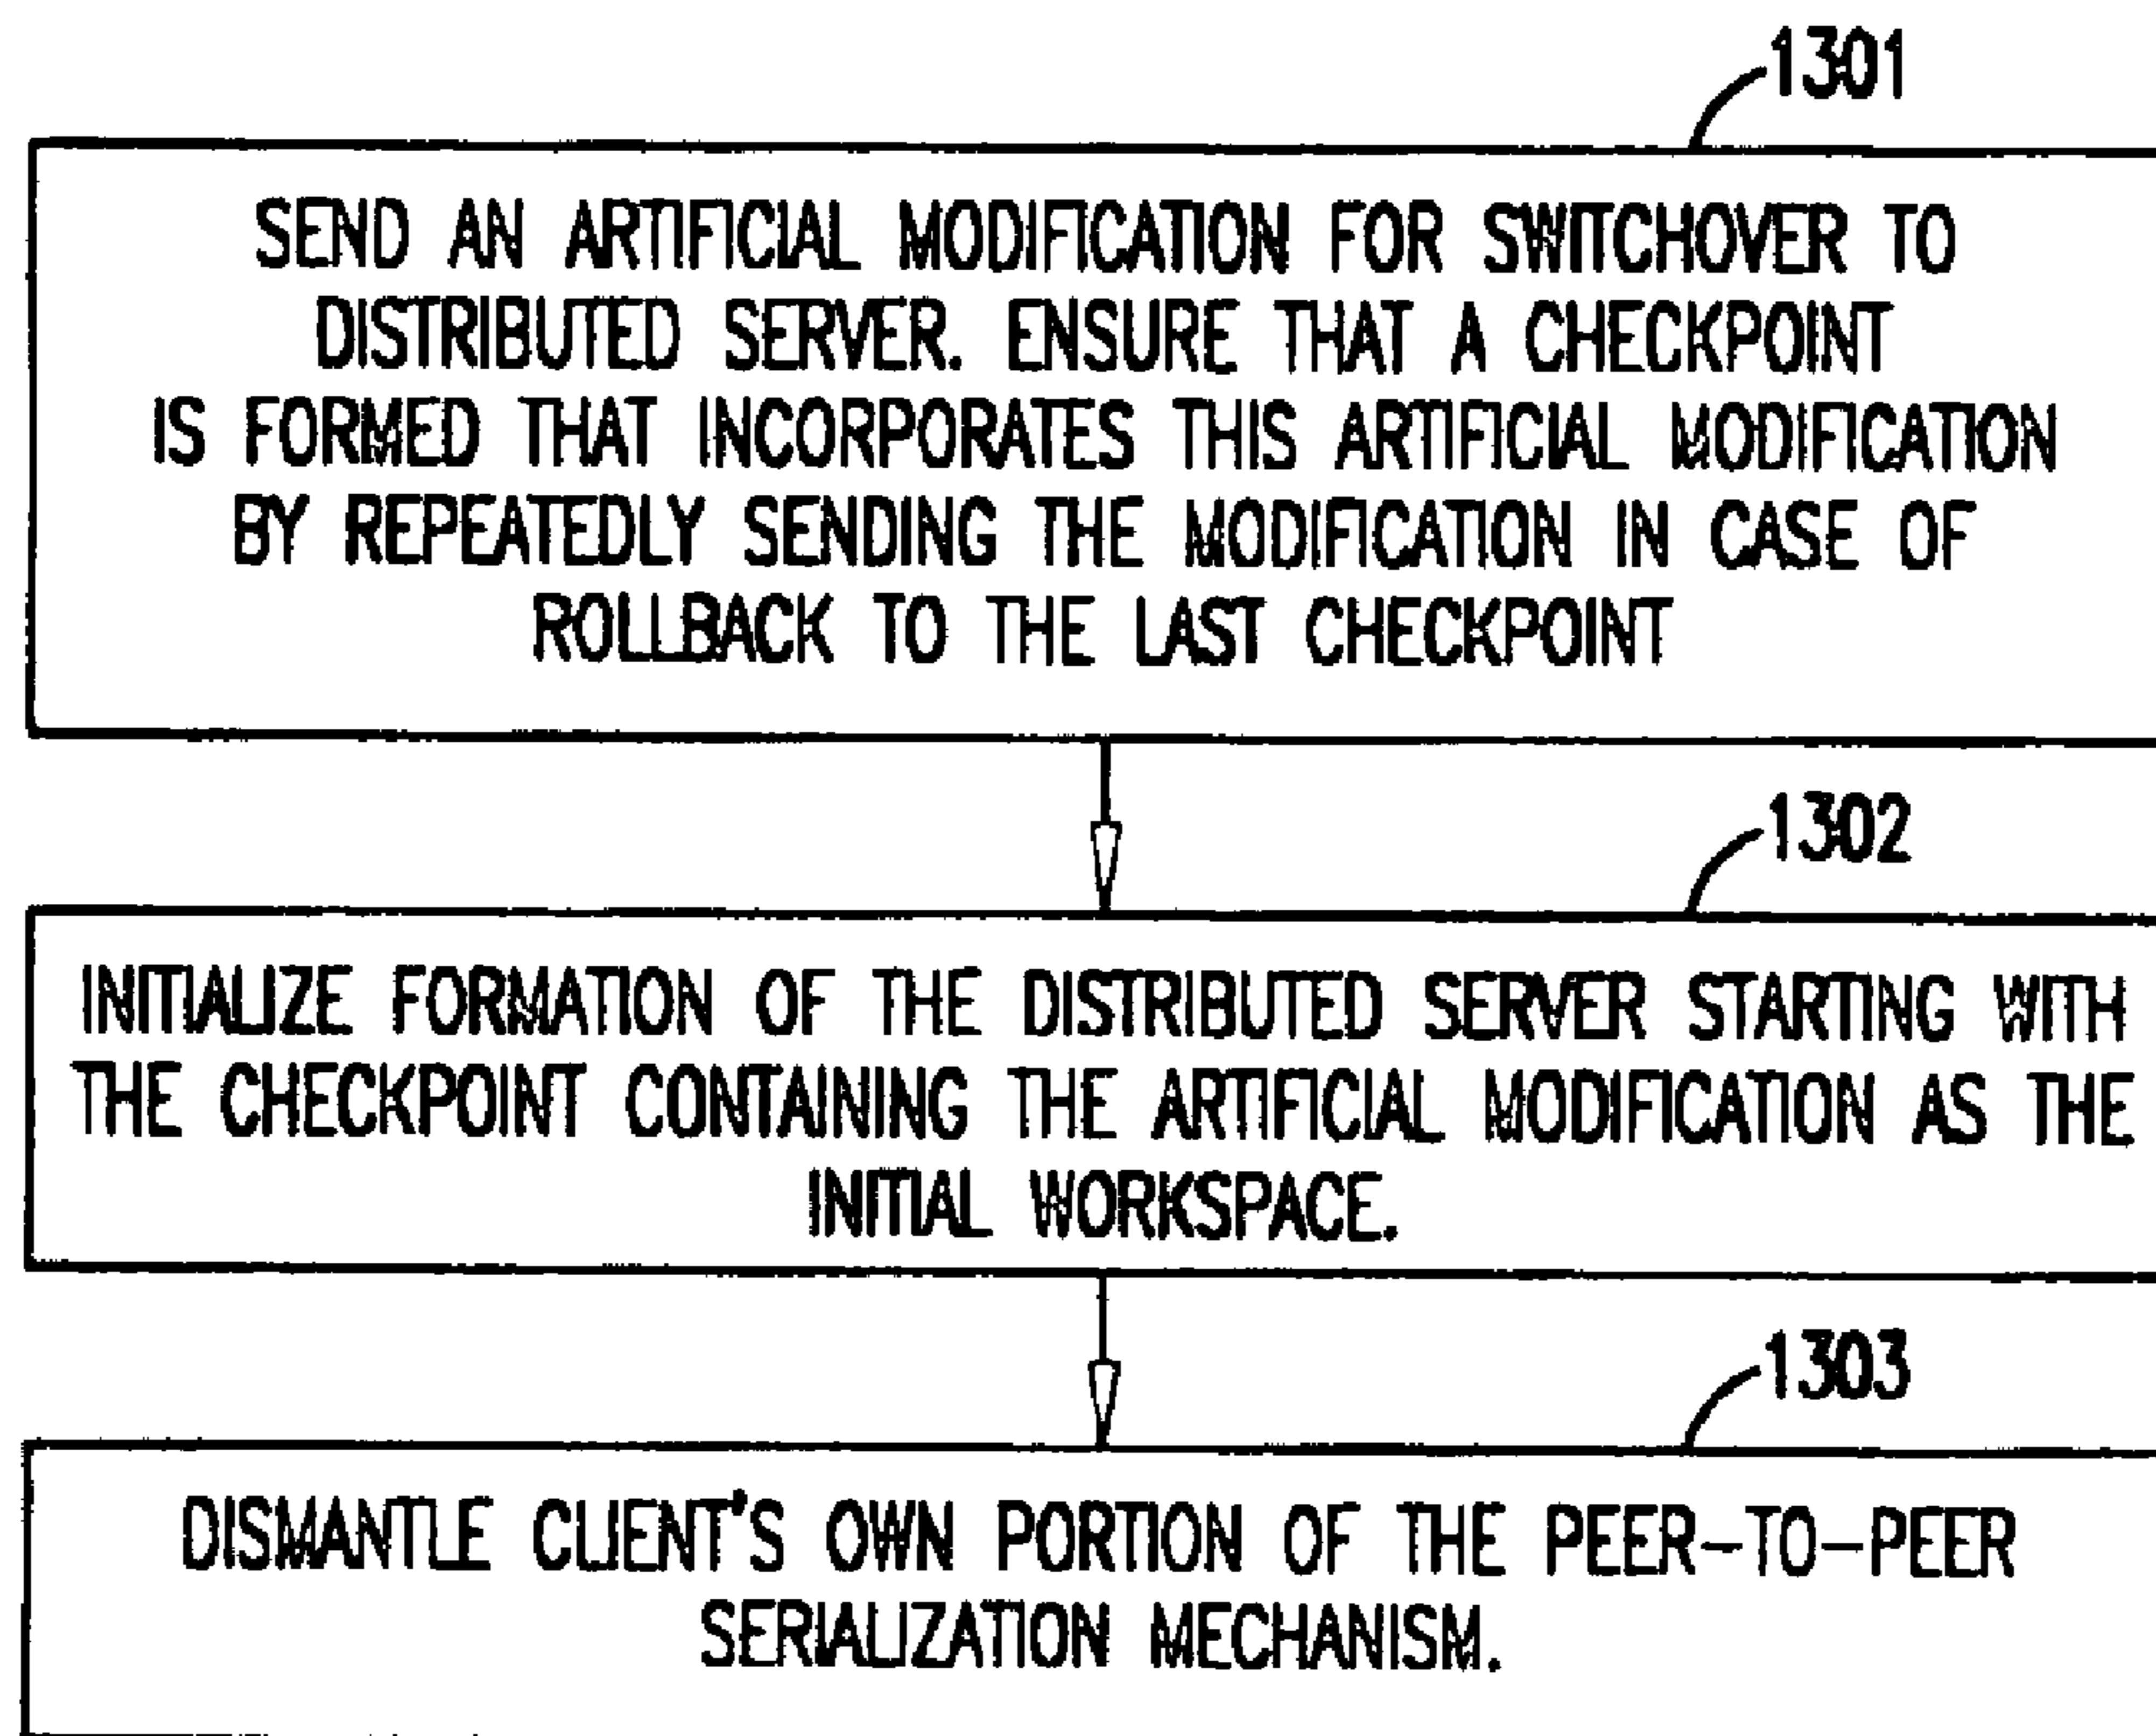 1301
SEND AN ARTIFICIAL MODIFICATION FOR SWITCHOVER TO
DISTRIBUTED SERVER. ENSURE THAT A CHECKPOINT
IS FORMED THAT INCORPORATES THIS ARTIFICIAL MODIFICATION
BY REPEATEDLY SENDING THE MODIFICATION IN CASE OF
ROLLBACK TO THE LAST CHECKPOINT
1302
INITIALIZE FORMATION OF THE DISTRIBUTED SERVER STARTING WITH
THE CHECKPOINT CONTAINING THE ARTIFICIAL MODIFICATION AS THE
INITIAL WORKSPACE.
1303
DISMANTLE CLIENT'S OWN PORTION OF THE PEER-TO-PEER
SERIALIZATION MECHANISM.